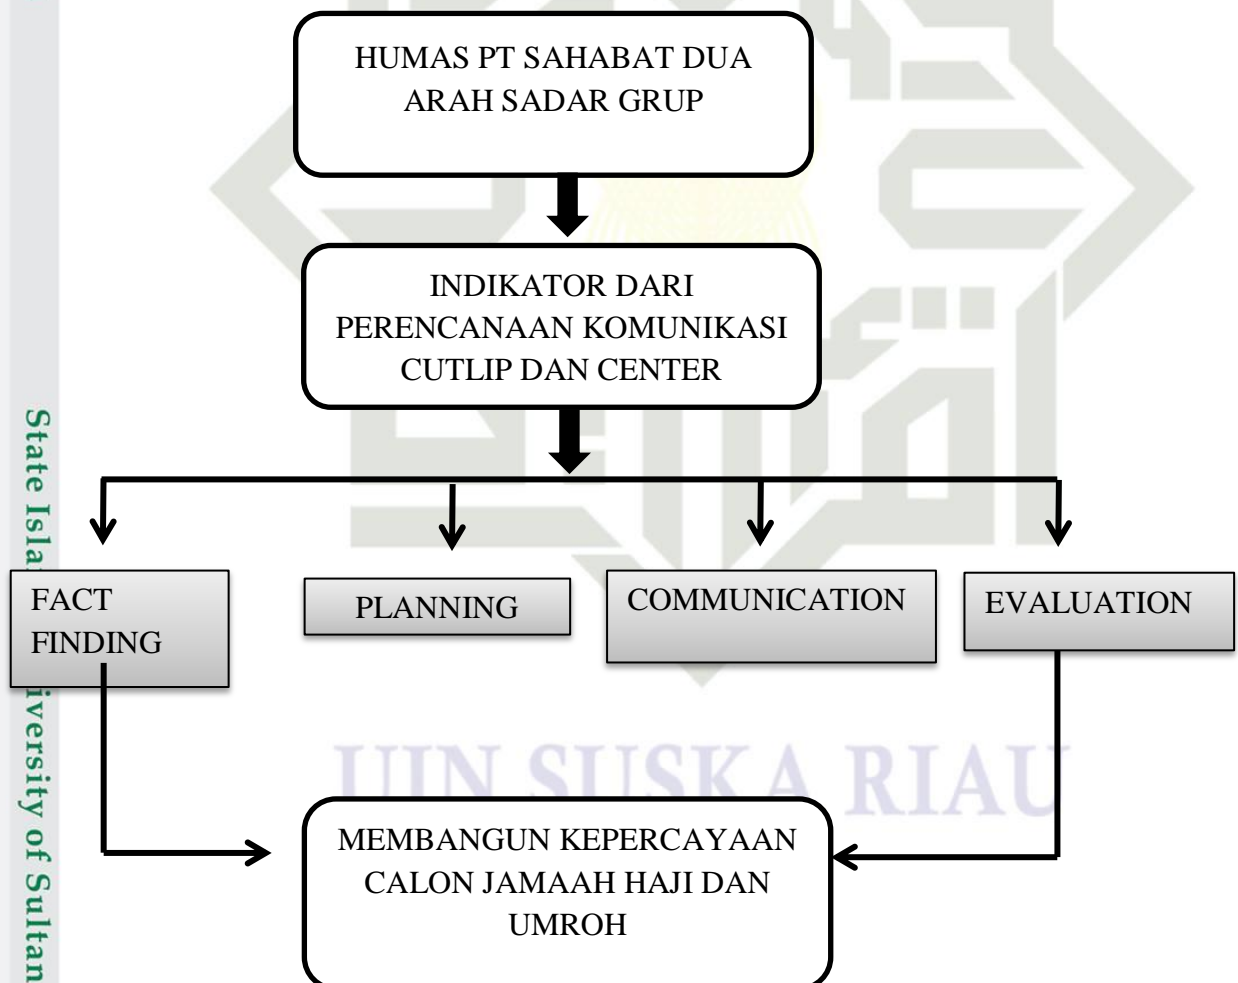 HUMAS PT SAHABAT DUA
ARAH SADAR GRUP
INDIKATOR DARI
PERENCANAAN KOMUNIKASI
CUTLIP DAN CENTER
FACT
FINDING
PLANNING
COMMUNICATION
EVALUATION
MEMBANGUN KEPERCAYAAN
CALON JAMAAH HAJI DAN
UMROH
UIN SUSKA RIAU
State Isla
iversity of Sultan